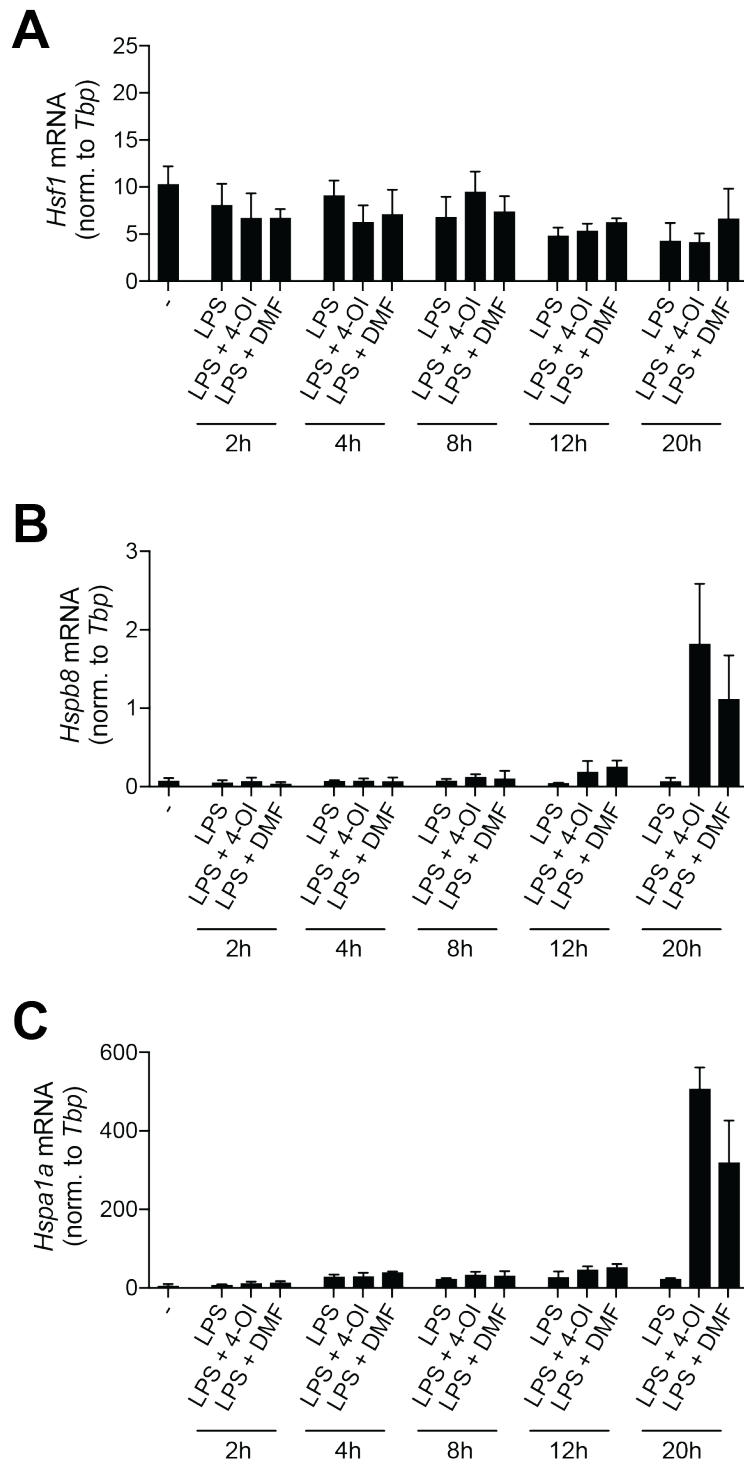 A
Hsf1 mRNA
(norm. to Tbp)
25
20
15
10
5
0
-
LPS
LPS + 4-OI
LPS + DMF
LPS
LPS + 4-OI
LPS + DMF
LPS
LPS + 4-OI
LPS + DMF
LPS
LPS + 4-OI
LPS + DMF
LPS
LPS + 4-OI
LPS + DMF
2h
4h
8h
12h
20h
B
Hspb8 mRNA
(norm. to Tbp)
3
2
1
0
-
LPS
LPS + 4-OI
LPS + DMF
LPS
LPS + 4-OI
LPS + DMF
LPS
LPS + 4-OI
LPS + DMF
LPS
LPS + 4-OI
LPS + DMF
LPS
LPS + 4-OI
LPS + DMF
2h
4h
8h
12h
20h
C
Hspa1a mRNA
(norm. to Tbp)
600
400
200
0
-
LPS
LPS + 4-OI
LPS + DMF
LPS
LPS + 4-OI
LPS + DMF
LPS
LPS + 4-OI
LPS + DMF
LPS
LPS + 4-OI
LPS + DMF
LPS
LPS + 4-OI
LPS + DMF
2h
4h
8h
12h
20h